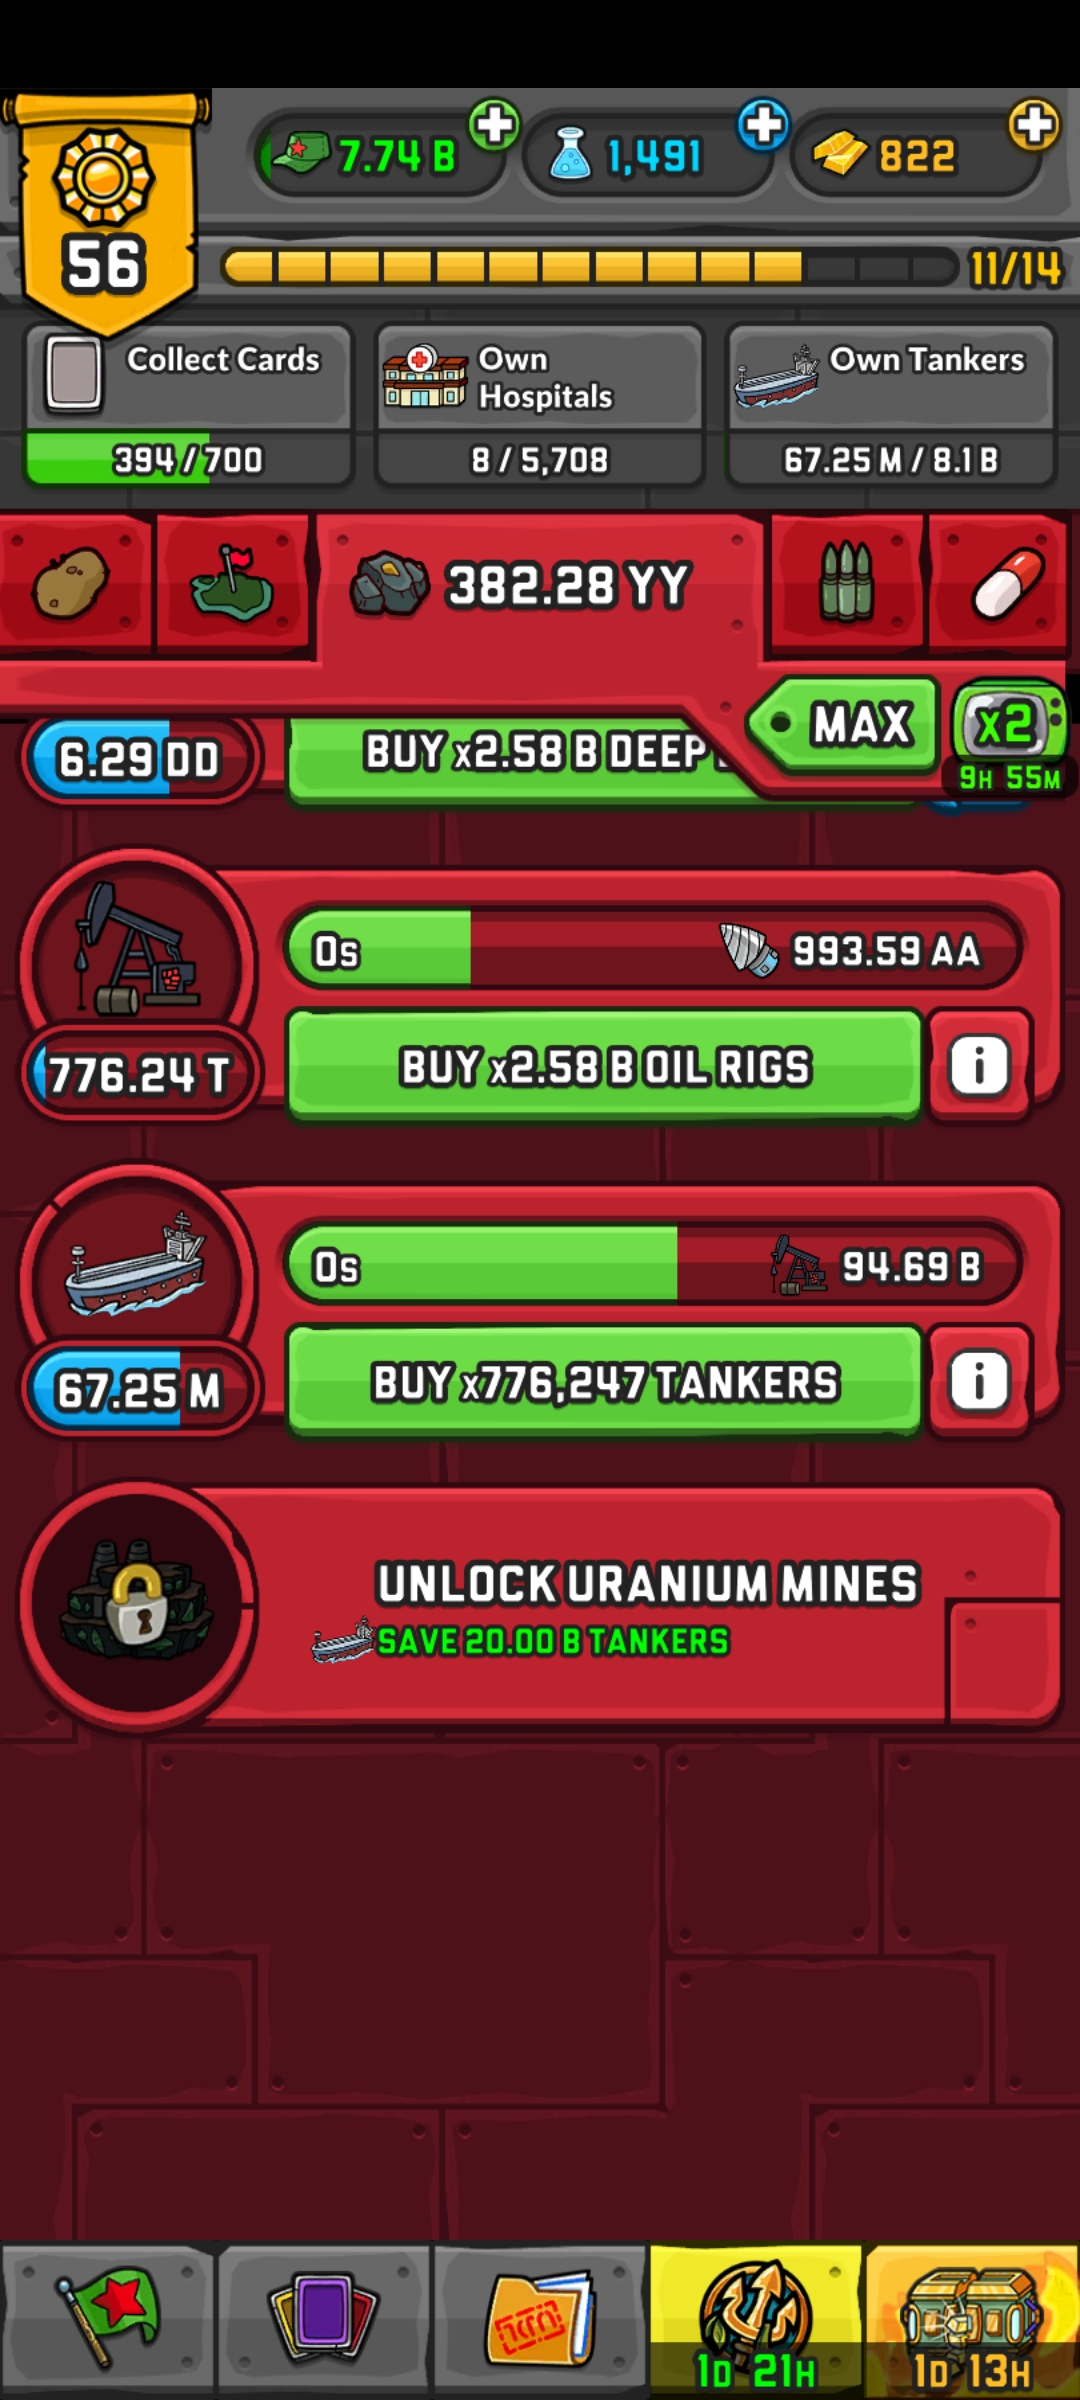 7.74 B
1,491
822
56
11/14
Collect Cards
394/700
Own
Hospitals
8/5,708
Own Tankers
67.25 M/8.1 B
382.28 YY
MAX
x2
9H 55M
6.29 DD
BUY x2.58 B DEEP
0s
993.59 AA
776.24 T
BUY x2.58 B OIL RIGS
i
0s
94.69 B
67.25 M
BUY x776,247 TANKERS
i
UNLOCK URANIUM MINES
SAVE 20.00 B TANKERS
1D 21H
1D 13H